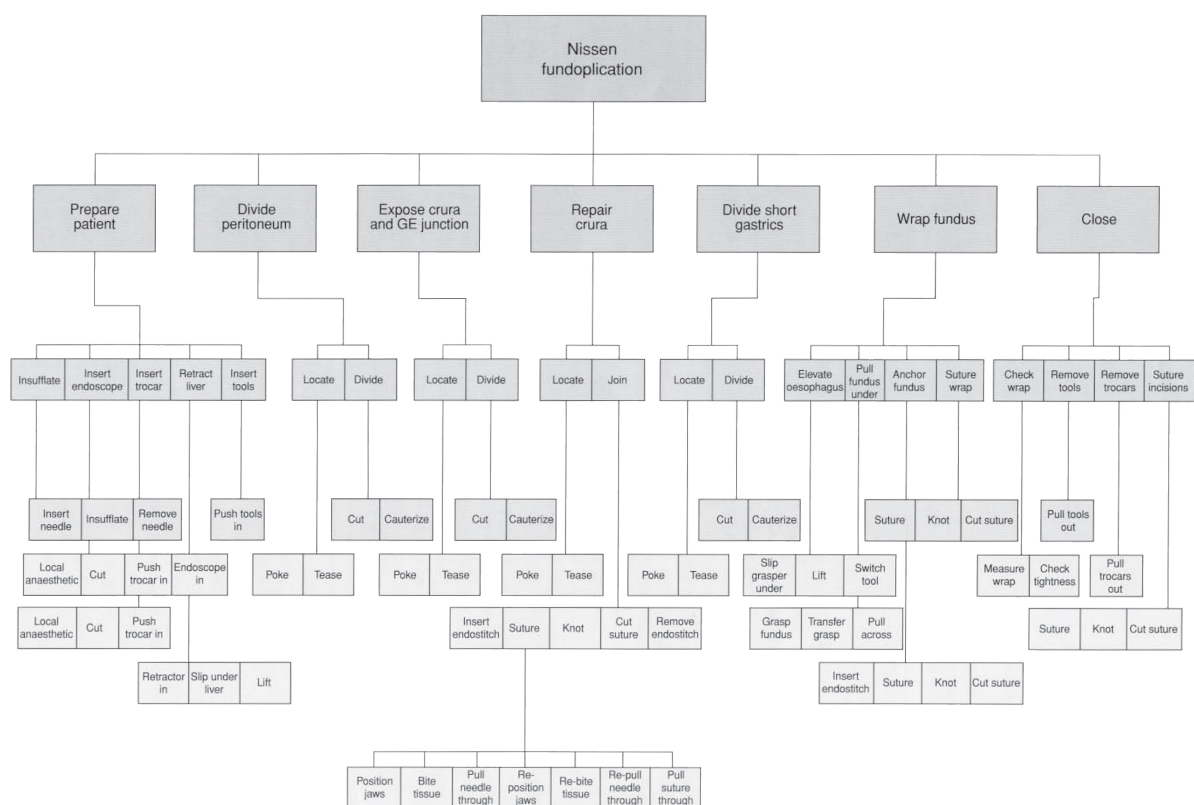 Nissen
fundoplication
Prepare
patient
Divide
peritoneum
Expose crura
and GE junction
Repair
crura
Divide short
gastrics
Wrap fundus
Close
Insufflate
Insert
endoscope
Insert
trocar
Retract
liver
Insert
tools
Locate
Divide
Locate
Divide
Locate
Join
Locate
Divide
Elevate
oesophagus
Pull
fundus
under
Anchor
fundus
Suture
wrap
Check
wrap
Remove
tools
Remove
trocars
Suture
incisions
Insert
needle
Insufflate
Remove
needle
Push tools
in
Cut
Cauterize
Cut
Cauterize
Cut
Cauterize
Suture
Knot
Cut suture
Pull tools
out
Local
anaesthetic
Cut
Push
trocar in
Endoscope
in
Poke
Tease
Poke
Tease
Poke
Tease
Poke
Tease
Slip
grasper
under
Lift
Switch
tool
Measure
wrap
Check
tightness
Pull
trocars
out
Local
anaesthetic
Cut
Push
trocar in
Insert
endostitch
Suture
Knot
Cut
suture
Remove
endostitch
Grasp
fundus
Transfer
grasp
Pull
across
Suture
Knot
Cut suture
Retractor
in
Slip under
liver
Lift
Insert
endostitch
Suture
Knot
Cut suture
Position
jaws
Bite
tissue
Pull
needle
through
Re-
position
jaws
Re-bite
tissue
Re-pull
needle
through
Pull
suture
through